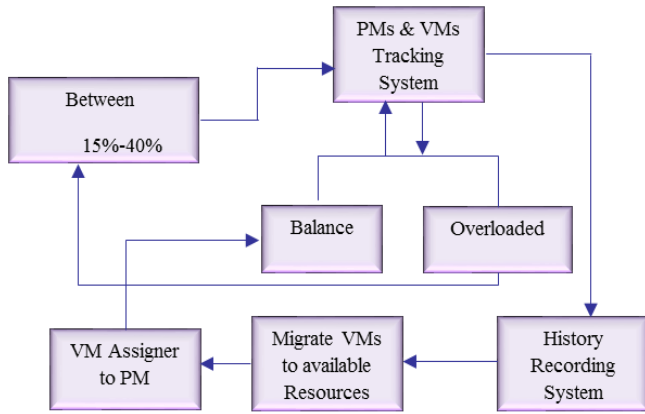 PMs & VMs
Tracking
System
Between
15%-40%
Balance
Overloaded
VM Assigner
to PM
Migrate VMs
to available
Resources
History
Recording
System